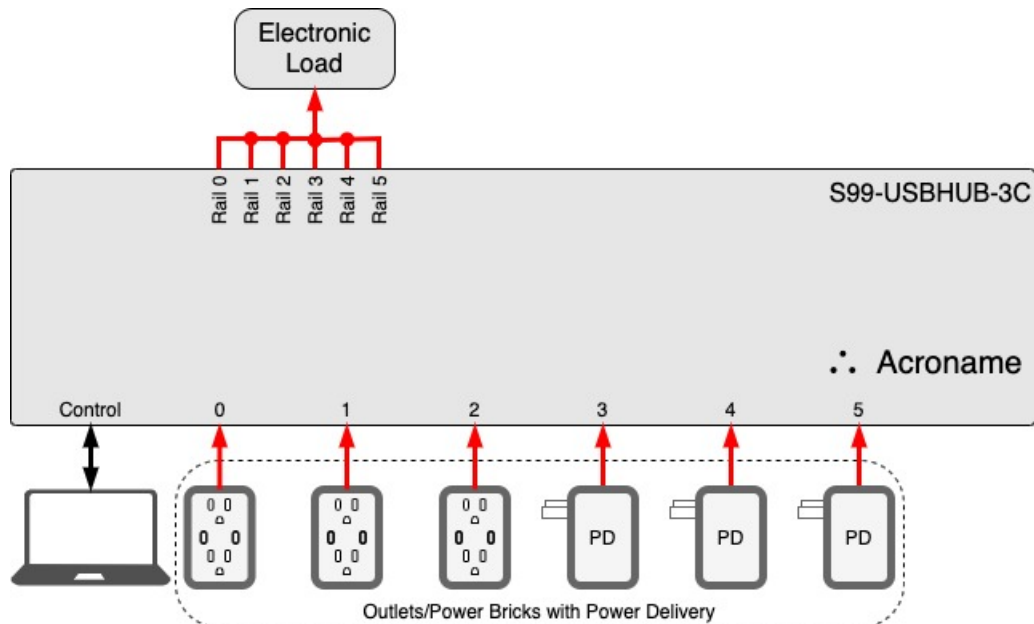 Electronic
Load
Rail 0
Rail 1
Rail 2
Rail 3
Rail 4
Rail 5
S99-USBHUB-3C
Acroname
Control 0 1 2 3 4 5
PD PD PD
Outlets/Power Bricks with Power Delivery